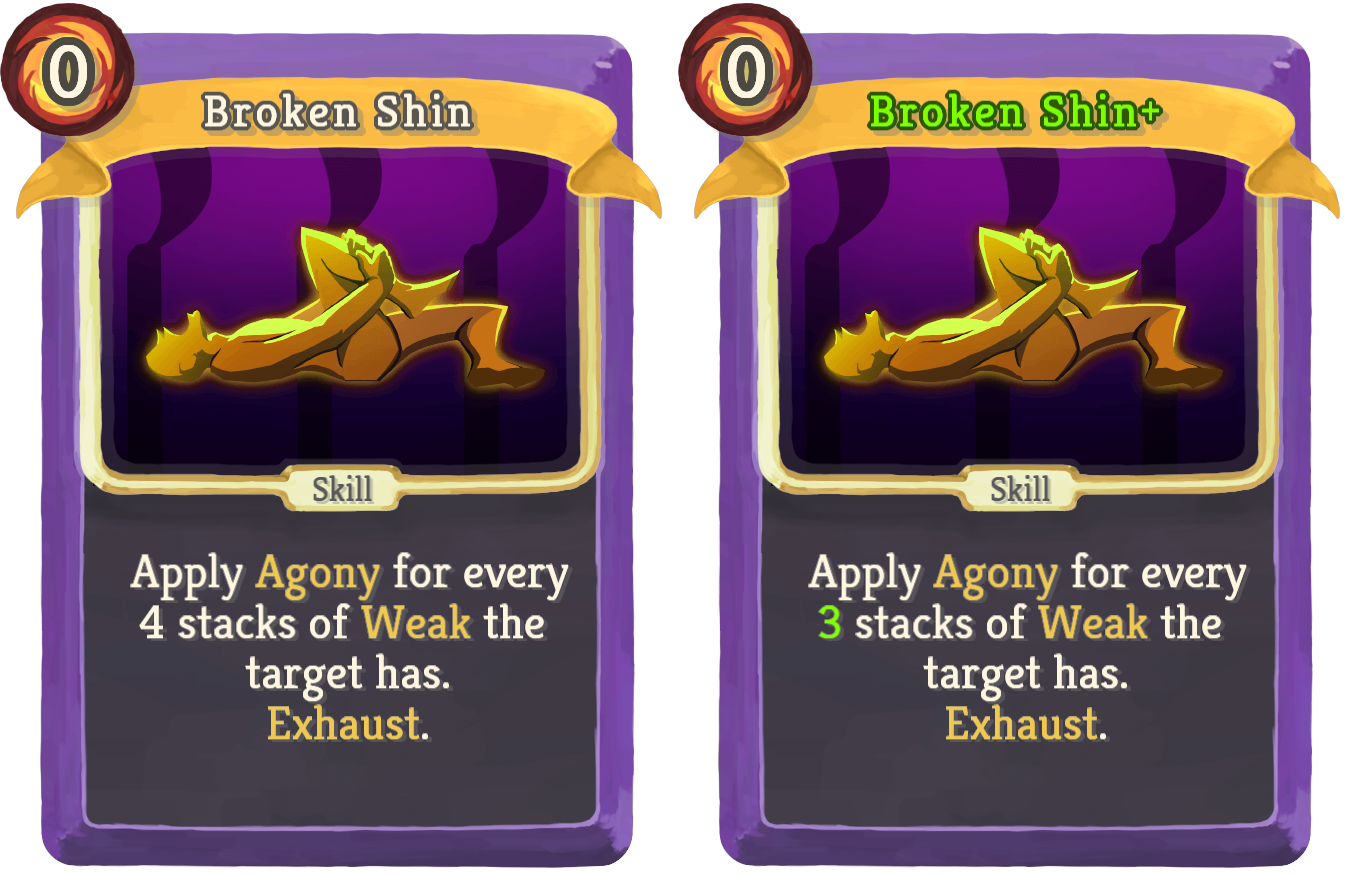 0
Broken Shin
Skill
Apply Agony for every
4 stacks of Weak the
target has.
Exhaust.
0
Broken Shin+
Skill
Apply Agony for every
3 stacks of Weak the
target has.
Exhaust.